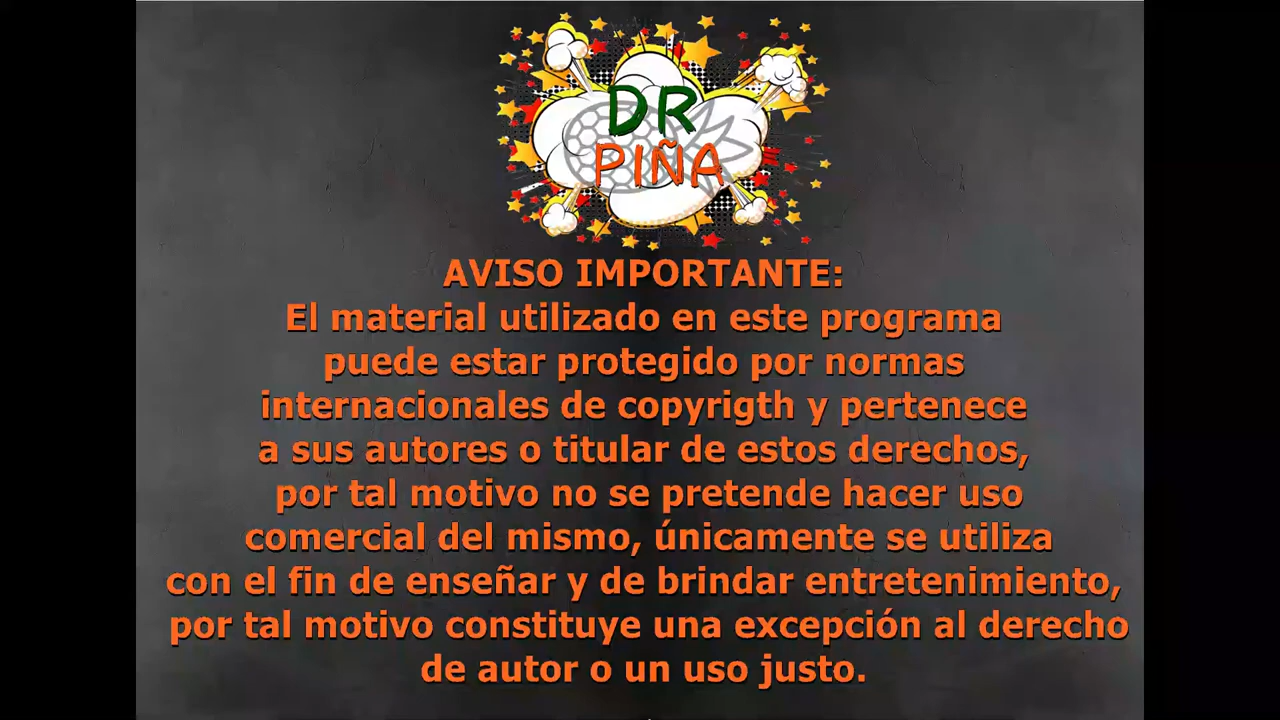 DR
PIÑA
AVISO IMPORTANTE:
El material utilizado en este programa
puede estar protegido por normas
internacionales de copyrigth y pertenece
a sus autores o titular de estos derechos,
por tal motivo no se pretende hacer uso
comercial del mismo, únicamente se utiliza
con el fin de enseñar y de brindar entretenimiento,
por tal motivo constituye una excepción al derecho
de autor o un uso justo.